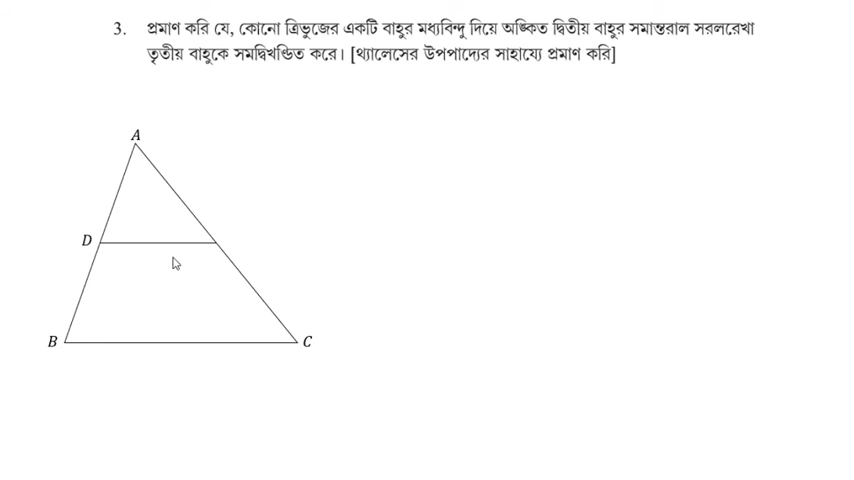 3. প্রমাণ করি যে, কোনো ত্রিভুজের একটি বাহুর মধ্যবিন্দু দিয়ে অঙ্কিত দ্বিতীয় বাহুর সমান্তরাল সরলরেখা
তৃতীয় বাহুকে সমদ্বিখণ্ডিত করে। [থ্যালেসের উপপাদ্যের সাহায্যে প্রমাণ করি]
A
D
B C